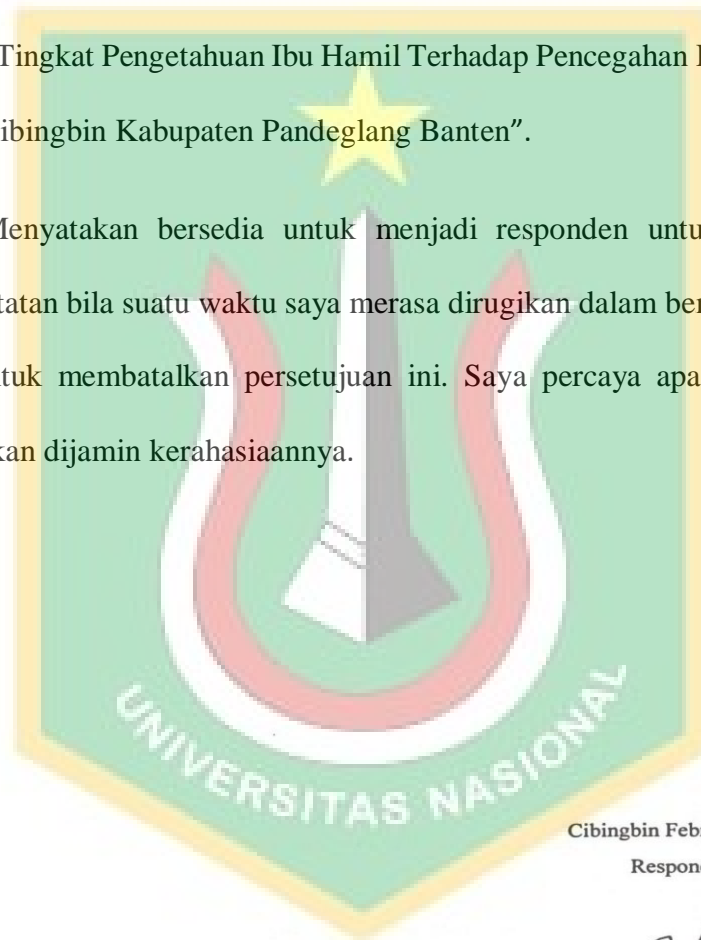 Tingkat Pengetahuan Ibu Hamil Terhadap Pencegahan
ibingbin Kabupaten Pandeglang Banten”.
Menyatakan bersedia untuk menjadi responden untu
tatan bila suatu waktu saya merasa dirugikan dalam ber
tuk membatalkan persetujuan ini. Saya percaya apa
kan dijamin kerahasiaannya.
UNIVERSITAS NASIONAL
Cibingbin Feb
Respon